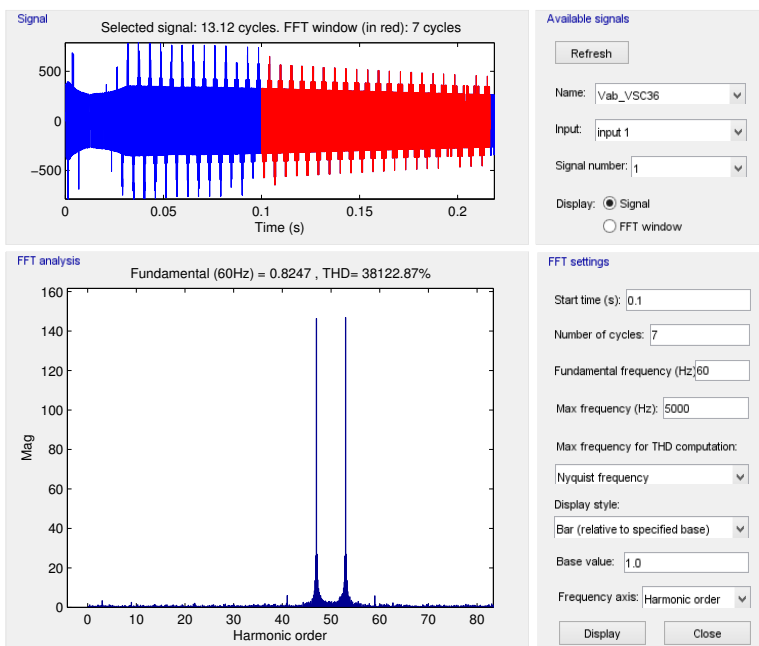 Signal
Selected signal: 13.12 cycles. FFT window (in red): 7 cycles
500
0
−500
0 0.05 0.1 0.15 0.2
Time (s)
Available signals
Refresh
Name: Vab_VSC36
Input: input 1
Signal number: 1
Display: Signal
FFT window
FFT analysis
Fundamental (60Hz) = 0.8247 , THD= 38122.87%
160
140
120
100
80
60
40
20
0
Mag
0 10 20 30 40 50 60 70 80
Harmonic order
FFT settings
Start time (s): 0.1
Number of cycles: 7
Fundamental frequency (Hz) 60
Max frequency (Hz): 5000
Max frequency for THD computation:
Nyquist frequency
Display style:
Bar (relative to specified base)
Base value: 1.0
Frequency axis: Harmonic order
Display Close